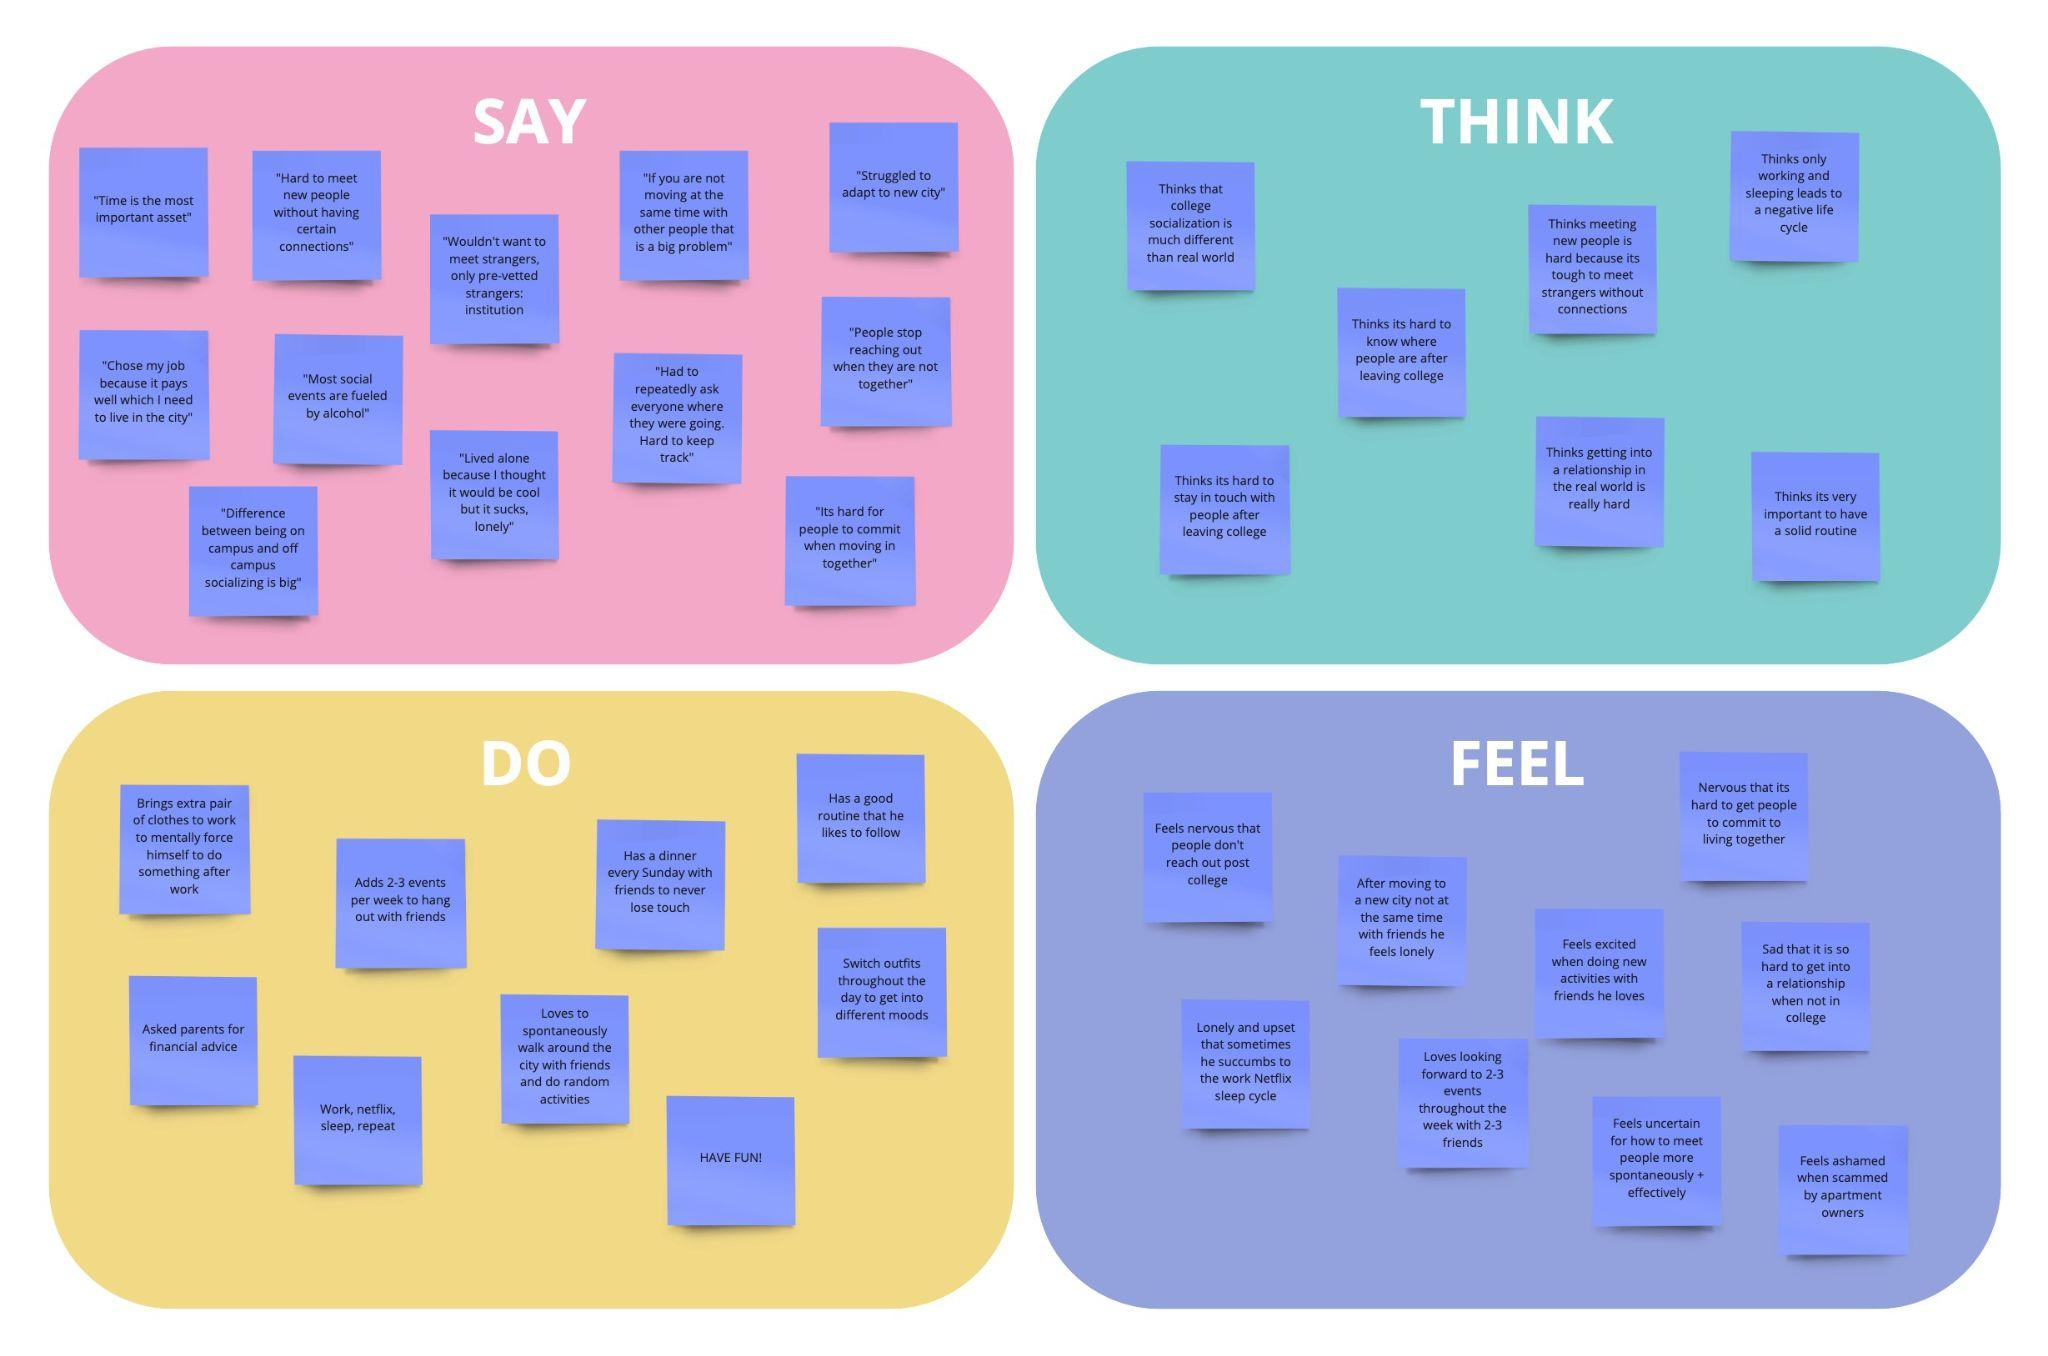 SAY
"Time is the most
important asset"
"Hard to meet
new people
without having
certain
connections"
"Wouldn't want to
meet strangers,
only pre-vetted
strangers:
institution
"If you are not
moving at the
same time with
other people that
is a big problem"
"Struggled to
adapt to new city"
"Chose my job
because it pays
well which I need
to live in the city"
"Most social
events are fueled
by alcohol"
"Lived alone
because I thought
it would be cool
but it sucks,
lonely"
"Had to
repeatedly ask
everyone where
they were going.
Hard to keep
track"
"People stop
reaching out
when they are not
together"
"Difference
between being on
campus and off
campus
socializing is big"
"Its hard for
people to commit
when moving in
together"
THINK
Thinks that
college
socialization is
much different
than real world
Thinks its hard to
know where
people are after
leaving college
Thinks meeting
new people is
hard because its
tough to meet
strangers without
connections
Thinks only
working and
sleeping leads to
a negative life
cycle
Thinks its hard to
stay in touch with
people after
leaving college
Thinks getting into
a relationship in
the real world is
really hard
Thinks its very
important to have
a solid routine
DO
Brings extra pair
of clothes to work
to mentally force
himself to do
something after
work
Adds 2-3 events
per week to hang
out with friends
Has a dinner
every Sunday with
friends to never
lose touch
Has a good
routine that he
likes to follow
Asked parents for
financial advice
Work, netflix,
sleep, repeat
Loves to
spontaneously
walk around the
city with friends
and do random
activities
Switch outfits
throughout the
day to get into
different moods
HAVE FUN!
FEEL
Feels nervous that
people don't
reach out post
college
After moving to
a new city not at
the same time
with friends he
feels lonely
Feels excited
when doing new
activities with
friends he loves
Nervous that its
hard to get people
to commit to
living together
Sad that it is so
hard to get into
a relationship
when not in
college
Lonely and upset
that sometimes
he succumbs to
the work Netflix
sleep cycle
Loves looking
forward to 2-3
events
throughout the
week with 2-3
friends
Feels uncertain
for how to meet
people more
spontaneously +
effectively
Feels ashamed
when scammed
by apartment
owners